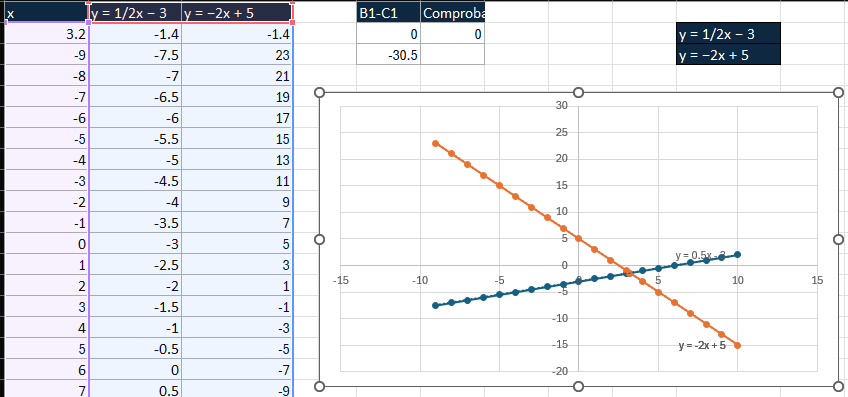 x y = 1/2x − 3 y = −2x + 5 B1-C1 Comproba
3.2 -1.4 -1.4 0 0 y = 1/2x − 3
-9 -7.5 23 -30.5 y = −2x + 5
-8 -7 21
-7 -6.5 19
-6 -6 17
-5 -5.5 15
-4 -5 13
-3 -4.5 11
-2 -4 9
-1 -3.5 7
0 -3 5
1 -2.5 3
2 -2 1
3 -1.5 -1
4 -1 -3
5 -0.5 -5
6 0 -7
7 0.5 -9
30
25
20
15
10
5
y = 0.5x - 3
0
-15 -10 -5 0 5 10 15
-5
-10
y = -2x + 5
-15
-20